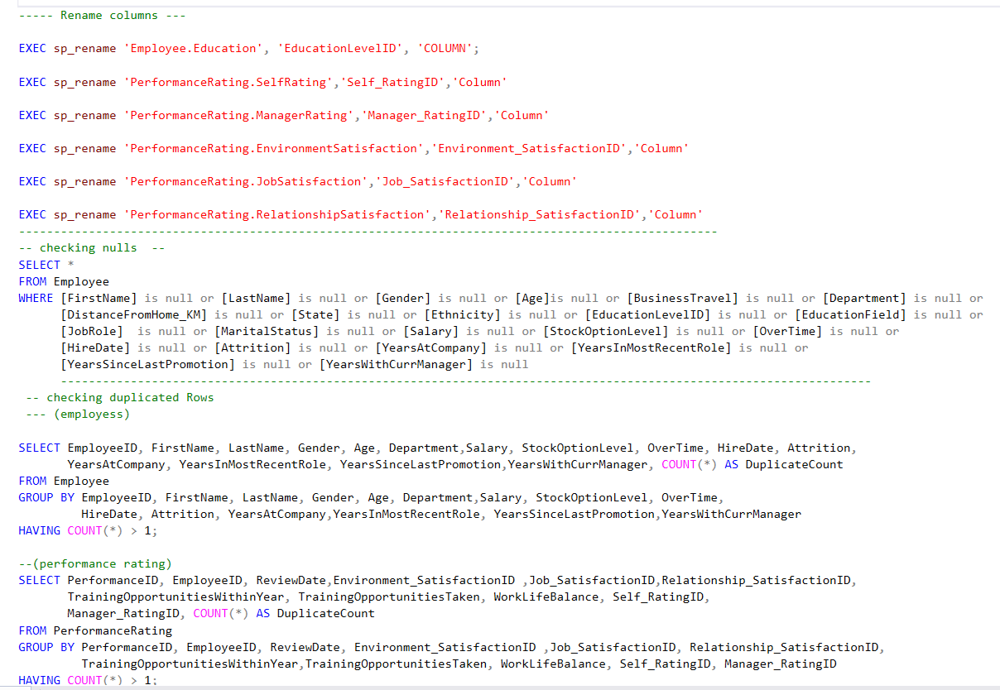 ----- Rename columns ---
EXEC sp_rename 'Employee.Education', 'EducationLevelID', 'COLUMN';
EXEC sp_rename 'PerformanceRating.SelfRating','Self_RatingID','Column'
EXEC sp_rename 'PerformanceRating.ManagerRating','Manager_RatingID','Column'
EXEC sp_rename 'PerformanceRating.EnvironmentSatisfaction','Environment_SatisfactionID','Column'
EXEC sp_rename 'PerformanceRating.JobSatisfaction','Job_SatisfactionID','Column'
EXEC sp_rename 'PerformanceRating.RelationshipSatisfaction','Relationship_SatisfactionID','Column'
----------------------------------------------------------------------------------------------------
-- checking nulls  --
SELECT *
FROM Employee
WHERE [FirstName] is null or [LastName] is null or [Gender] is null or [Age]is null or [BusinessTravel] is null or [Department] is null or
[DistanceFromHome_KM] is null or [State] is null or [Ethnicity] is null or [EducationLevelID] is null or [EducationField] is null or
[JobRole]  is null or [MaritalStatus] is null or [Salary] is null or [StockOptionLevel] is null or [OverTime] is null or
[HireDate] is null or [Attrition] is null or [YearsAtCompany] is null or [YearsInMostRecentRole] is null or
[YearsSinceLastPromotion] is null or [YearsWithCurrManager] is null
--------------------------------------------------------------------------------------------------------------------
-- checking duplicated Rows
--- (employess)
SELECT EmployeeID, FirstName, LastName, Gender, Age, Department,Salary, StockOptionLevel, OverTime, HireDate, Attrition,
YearsAtCompany, YearsInMostRecentRole, YearsSinceLastPromotion,YearsWithCurrManager, COUNT(*) AS DuplicateCount
FROM Employee
GROUP BY EmployeeID, FirstName, LastName, Gender, Age, Department,Salary, StockOptionLevel, OverTime,
HireDate, Attrition, YearsAtCompany,YearsInMostRecentRole, YearsSinceLastPromotion,YearsWithCurrManager
HAVING COUNT(*) > 1;
--(performance rating)
SELECT PerformanceID, EmployeeID, ReviewDate,Environment_SatisfactionID ,Job_SatisfactionID,Relationship_SatisfactionID,
TrainingOpportunitiesWithinYear, TrainingOpportunitiesTaken, WorkLifeBalance, Self_RatingID,
Manager_RatingID, COUNT(*) AS DuplicateCount
FROM PerformanceRating
GROUP BY PerformanceID, EmployeeID, ReviewDate, Environment_SatisfactionID ,Job_SatisfactionID, Relationship_SatisfactionID,
TrainingOpportunitiesWithinYear,TrainingOpportunitiesTaken, WorkLifeBalance, Self_RatingID, Manager_RatingID
HAVING COUNT(*) > 1;